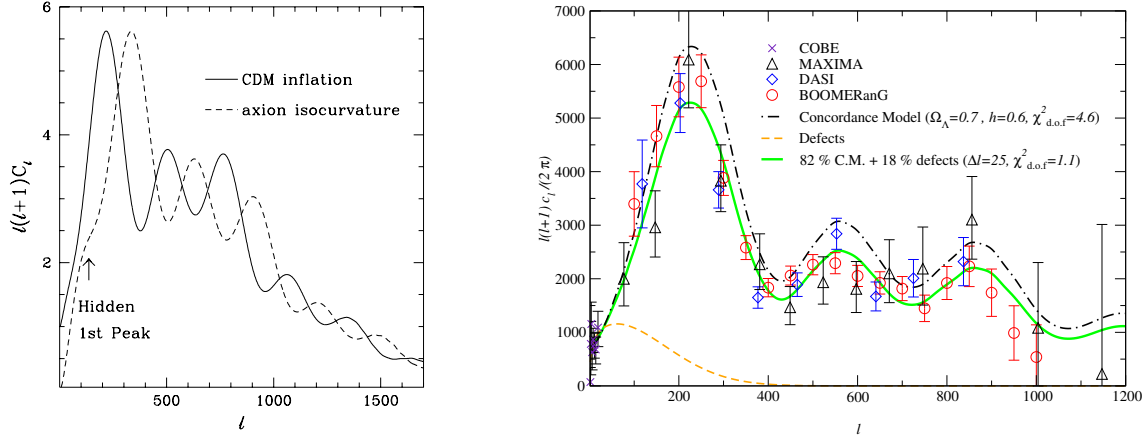 6
4
2
500
1000
1500
l(l+1)C_l
l
CDM inflation
axion isocurvature
Hidden
1st Peak
7000
6000
5000
4000
3000
2000
1000
0
0
200
400
600
800
1000
1200
l(l+1) c_l /(2 π)
l
COBE
MAXIMA
DASI
BOOMERanG
Concordance Model (Ω_Λ=0.7 , h=0.6, χ²_d.o.f=4.6)
Defects
82 % C.M. + 18 % defects (Δl=25, χ²_d.o.f=1.1)